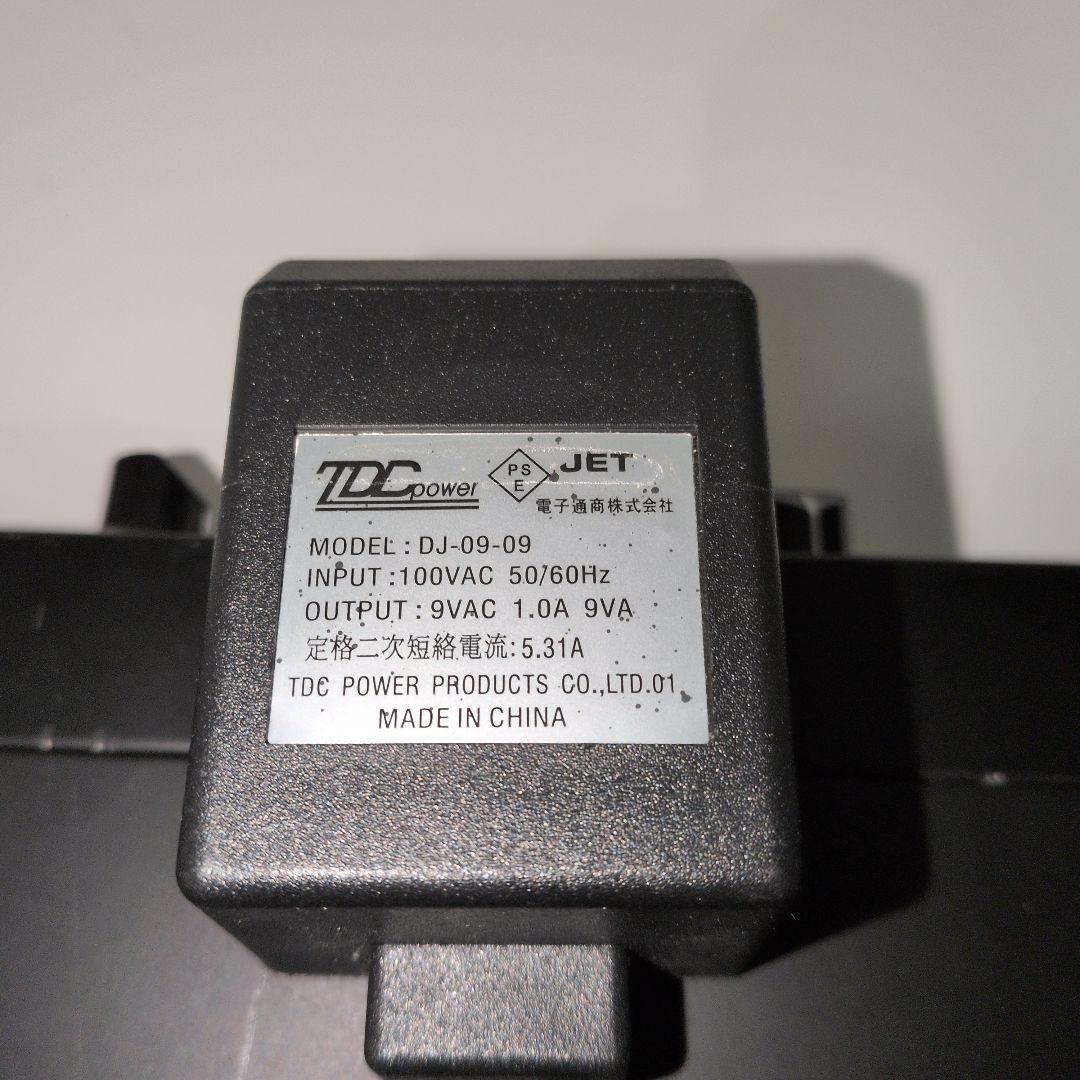 TDC power PS E JET
電子通商株式会社
MODEL : DJ-09-09
INPUT :100VAC 50/60Hz
OUTPUT : 9VAC 1.0A 9VA
定格二次短絡電流:5.31A
TDC POWER PRODUCTS CO.,LTD.01
MADE IN CHINA